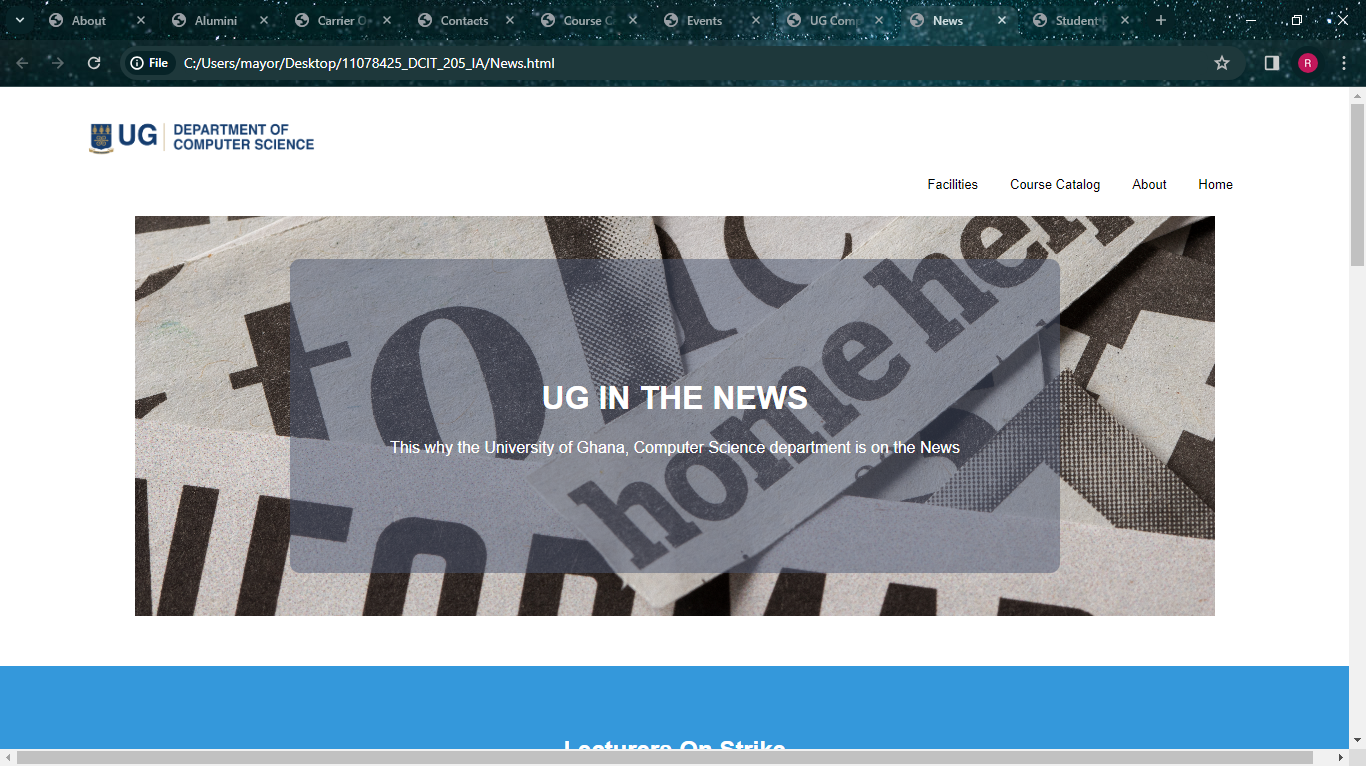 About
Alumini
Carrier O
Contacts
Course C
Events
UG Com
News
Student
File
C:/Users/mayor/Desktop/11078425_DCIT_205_IA/News.html
R
UG
DEPARTMENT OF
COMPUTER SCIENCE
Facilities
Course Catalog
About
Home
to
home
UG IN THE NEWS
This why the University of Ghana, Computer Science department is on the News
Lecturers On Strike